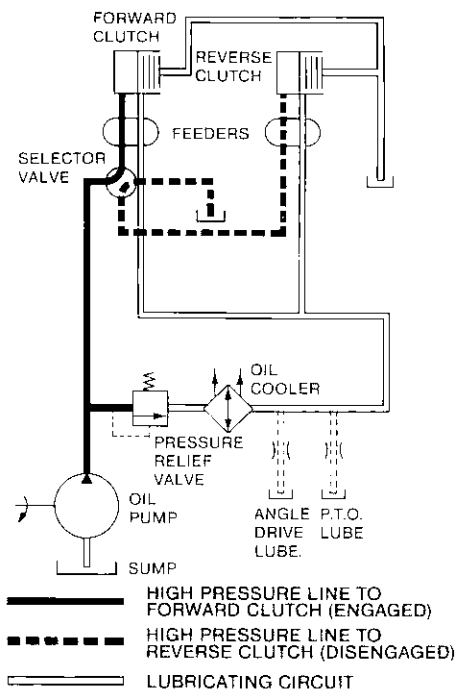 FORWARD
CLUTCH
REVERSE
CLUTCH
FEEDERS
SELECTOR
VALVE
OIL
COOLER
PRESSURE
RELIEF
VALVE
OIL
PUMP
ANGLE
DRIVE
LUBE.
P.T.O.
LUBE
SUMP
HIGH PRESSURE LINE TO
FORWARD CLUTCH (ENGAGED)
HIGH PRESSURE LINE TO
REVERSE CLUTCH (DISENGAGED)
LUBRICATING CIRCUIT